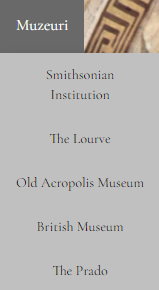 Muzeuri
Smithsonian
Institution
The Lourve
Old Acropolis Museum
British Museum
The Prado